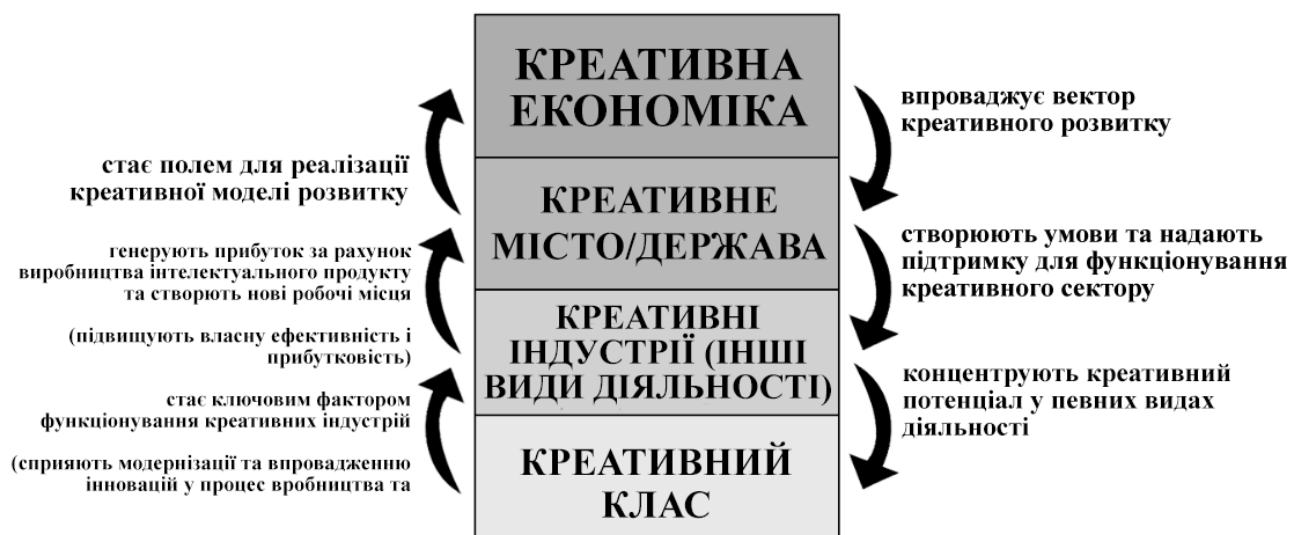 КРЕАТИВНА
ЕКОНОМІКА
впроваджує вектор
креативного розвитку
стає полем для реалізації
креативної моделі розвитку
КРЕАТИВНЕ
МІСТО/ДЕРЖАВА
генерують прибуток за рахунок
виробництва інтелектуального продукту
та створють нові робочі місця
(підвищують власну ефективність і
прибутковість)
створюють умови та надають
підтримку для функціонування
креативного сектору
КРЕАТИВНІ
ІНДУСТРІЇ (ІНШІ
ВИДИ ДІЯЛЬНОСТІ)
стає ключовим фактором
функціонування креативних індустрій
(сприяють модернізації та впровадженню
інновацій у процес вробництва та
концентрують креативний
потенціал у певних видах
діяльності
КРЕАТИВНИЙ
КЛАС